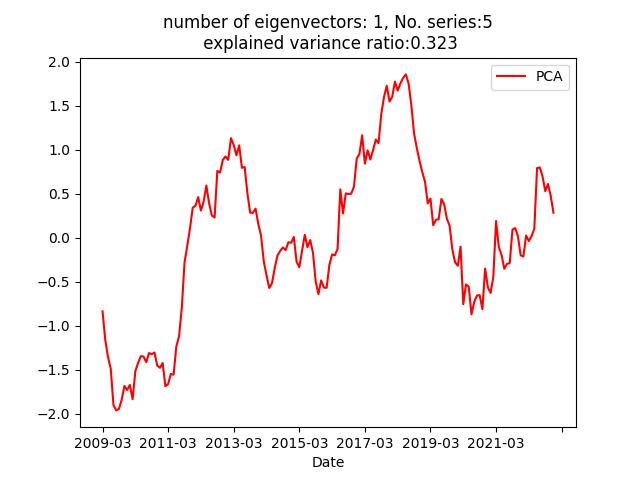 number of eigenvectors: 1, No. series:5
explained variance ratio:0.323
PCA
2.0
1.5
1.0
0.5
0.0
−0.5
−1.0
−1.5
−2.0
2009-03 2011-03 2013-03 2015-03 2017-03 2019-03 2021-03
Date